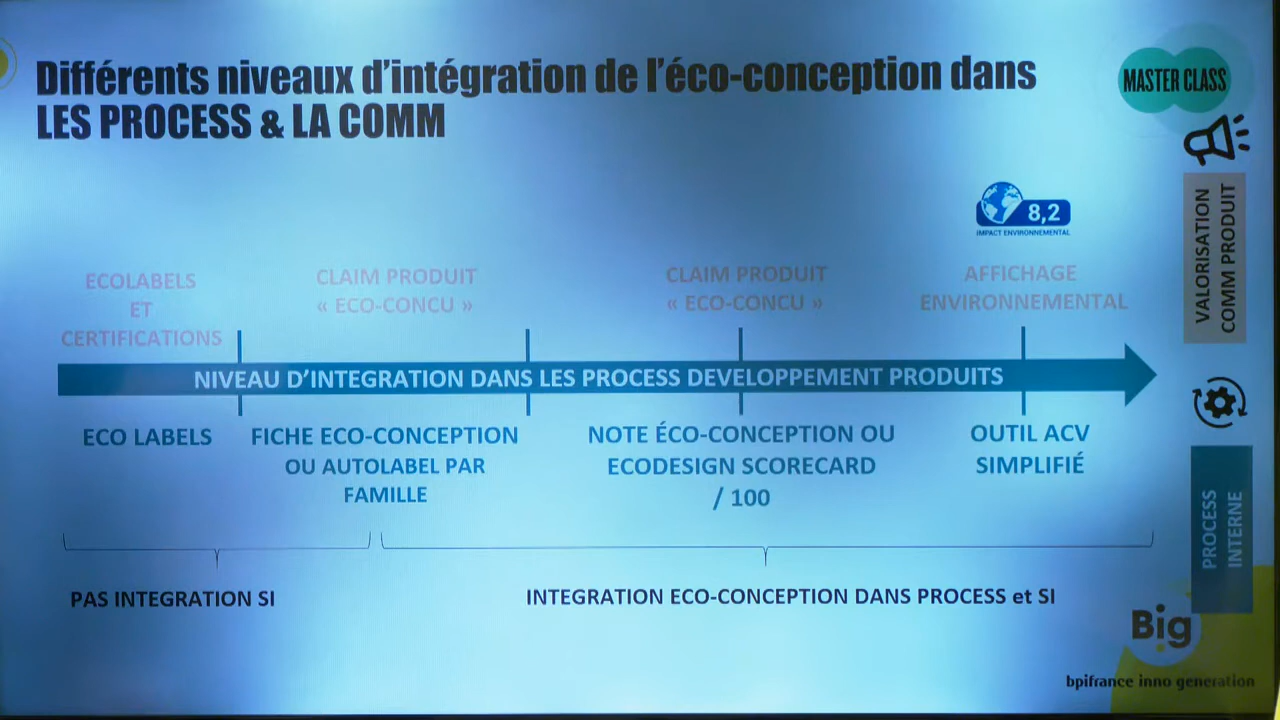 Différents niveaux d'intégration de l'éco-conception dans
LES PROCESS & LA COMM
MASTER CLASS
8,2
IMPACT ENVIRONNEMENTAL
VALORISATION
COMM PRODUIT
ECOLABELS
ET
CERTIFICATIONS
CLAIM PRODUIT
« ECO-CONCU »
CLAIM PRODUIT
« ECO-CONCU »
AFFICHAGE
ENVIRONNEMENTAL
NIVEAU D'INTEGRATION DANS LES PROCESS DEVELOPPEMENT PRODUITS
ECO LABELS
FICHE ECO-CONCEPTION
OU AUTOLABEL PAR
FAMILLE
NOTE ÉCO-CONCEPTION OU
ECODESIGN SCORECARD
/ 100
OUTIL ACV
SIMPLIFIÉ
PROCESS
INTERNE
PAS INTEGRATION SI
INTEGRATION ECO-CONCEPTION DANS PROCESS et SI
Big
bpifrance inno generation